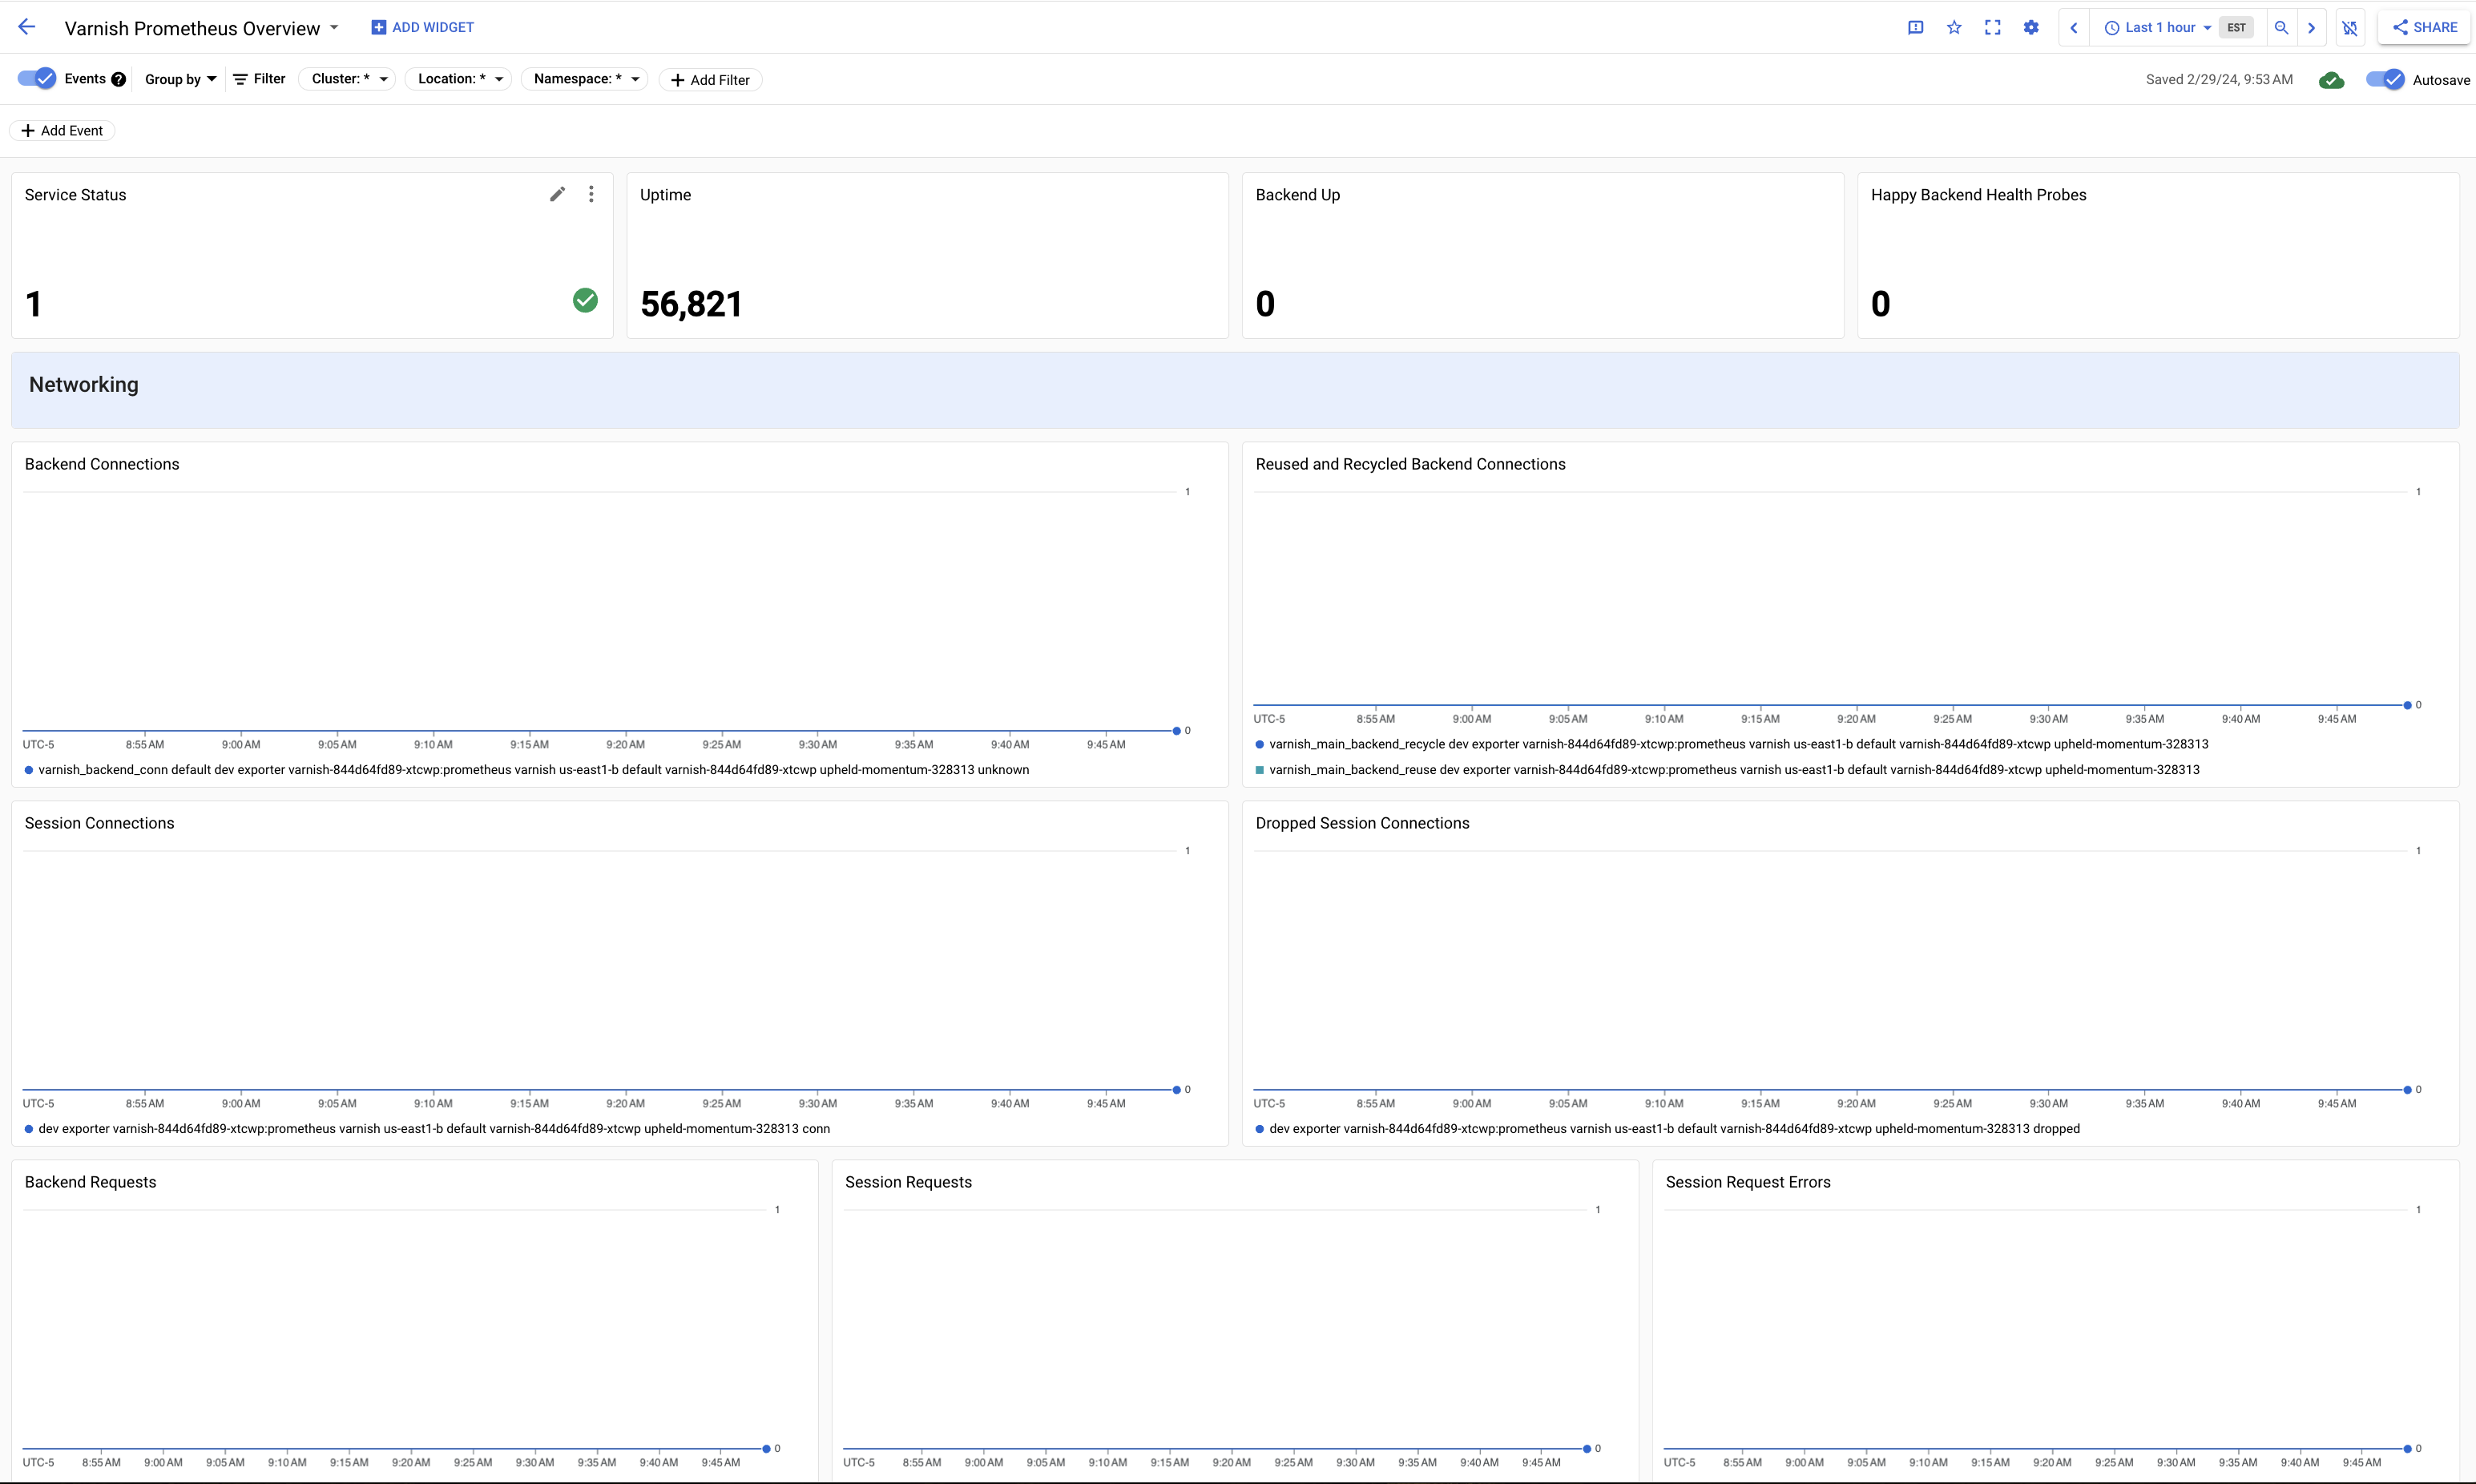 Varnish Prometheus Overview
ADD WIDGET
Last 1 hour
EST
SHARE
Events
Group by
Filter
Cluster: *
Location: *
Namespace: *
Add Filter
Saved 2/29/24, 9:53 AM
Autosave
Add Event
Service Status
1
Uptime
56,821
Backend Up
0
Happy Backend Health Probes
0
Networking
Backend Connections
1
0
UTC-5 8:55 AM 9:00 AM 9:05 AM 9:10 AM 9:15 AM 9:20 AM 9:25 AM 9:30 AM 9:35 AM 9:40 AM 9:45 AM
varnish_backend_conn default dev exporter varnish-844d64fd89-xtcwp:prometheus varnish us-east1-b default varnish-844d64fd89-xtcwp upheld-momentum-328313 unknown
Reused and Recycled Backend Connections
1
0
UTC-5 8:55 AM 9:00 AM 9:05 AM 9:10 AM 9:15 AM 9:20 AM 9:25 AM 9:30 AM 9:35 AM 9:40 AM 9:45 AM
varnish_main_backend_recycle dev exporter varnish-844d64fd89-xtcwp:prometheus varnish us-east1-b default varnish-844d64fd89-xtcwp upheld-momentum-328313
varnish_main_backend_reuse dev exporter varnish-844d64fd89-xtcwp:prometheus varnish us-east1-b default varnish-844d64fd89-xtcwp upheld-momentum-328313
Session Connections
1
0
UTC-5 8:55 AM 9:00 AM 9:05 AM 9:10 AM 9:15 AM 9:20 AM 9:25 AM 9:30 AM 9:35 AM 9:40 AM 9:45 AM
dev exporter varnish-844d64fd89-xtcwp:prometheus varnish us-east1-b default varnish-844d64fd89-xtcwp upheld-momentum-328313 conn
Dropped Session Connections
1
0
UTC-5 8:55 AM 9:00 AM 9:05 AM 9:10 AM 9:15 AM 9:20 AM 9:25 AM 9:30 AM 9:35 AM 9:40 AM 9:45 AM
dev exporter varnish-844d64fd89-xtcwp:prometheus varnish us-east1-b default varnish-844d64fd89-xtcwp upheld-momentum-328313 dropped
Backend Requests
1
0
UTC-5 8:55 AM 9:00 AM 9:05 AM 9:10 AM 9:15 AM 9:20 AM 9:25 AM 9:30 AM 9:35 AM 9:40 AM 9:45 AM
Session Requests
1
0
UTC-5 8:55 AM 9:00 AM 9:05 AM 9:10 AM 9:15 AM 9:20 AM 9:25 AM 9:30 AM 9:35 AM 9:40 AM 9:45 AM
Session Request Errors
1
0
UTC-5 8:55 AM 9:00 AM 9:05 AM 9:10 AM 9:15 AM 9:20 AM 9:25 AM 9:30 AM 9:35 AM 9:40 AM 9:45 AM